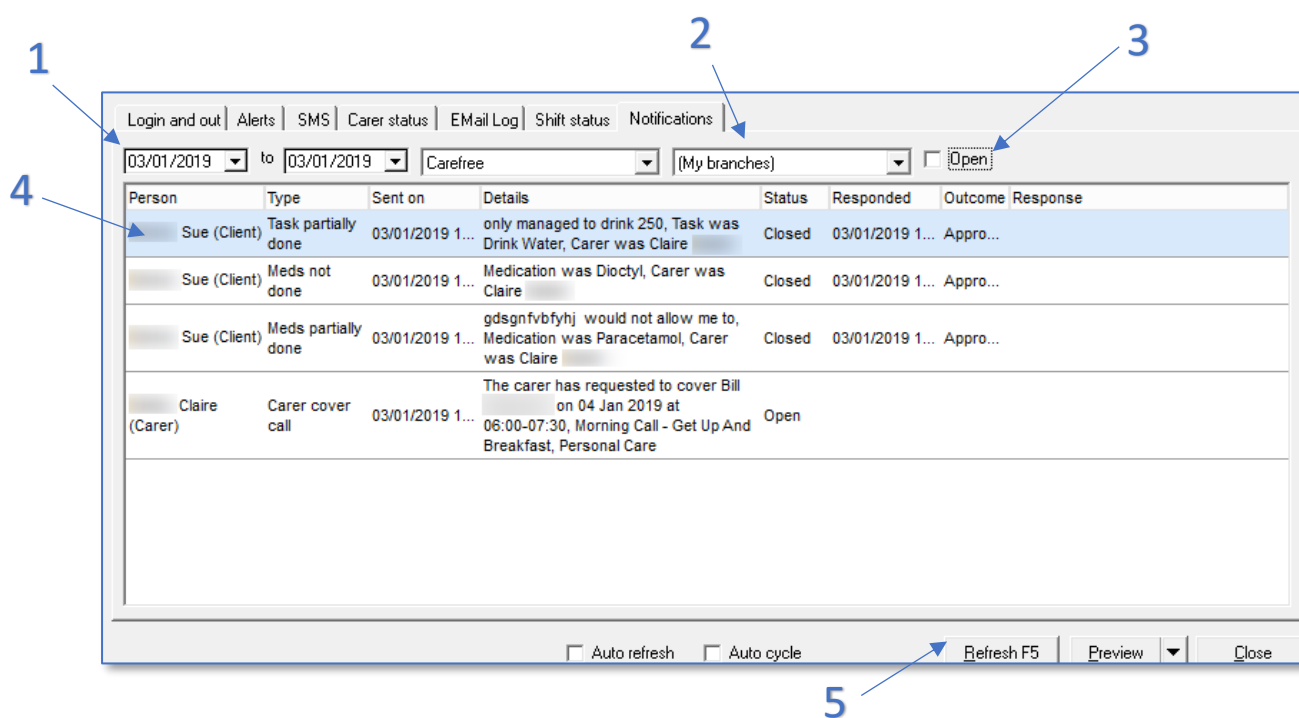 2
3
1
Login and out Alerts SMS Carer status EMail Log Shift status Notifications
03/01/2019 to 03/01/2019 Carefree (My branches) Open
4
Person Type Sent on Details Status Responded Outcome Response
Sue (Client) Task partially done 03/01/2019 1... only managed to drink 250, Task was Closed 03/01/2019 1... Appro...
Drink Water, Carer was Claire
Sue (Client) Meds not done 03/01/2019 1... Medication was Dioctyl, Carer was Closed 03/01/2019 1... Appro...
Claire
Sue (Client) Meds partially done 03/01/2019 1... gdsgnfvbfyhj would not allow me to, Closed 03/01/2019 1... Appro...
Medication was Paracetamol, Carer
was Claire
Claire (Carer) Carer cover call 03/01/2019 1... The carer has requested to cover Bill Open
on 04 Jan 2019 at
06:00-07:30, Morning Call - Get Up And
Breakfast, Personal Care
Auto refresh Auto cycle Refresh F5 Preview Close
5